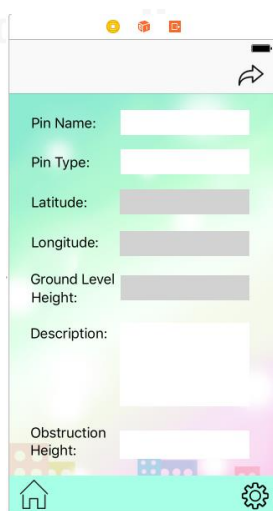 Pin Name:
Pin Type:
Latitude:
Longitude:
Ground Level
Height:
Description:
Obstruction
Height: